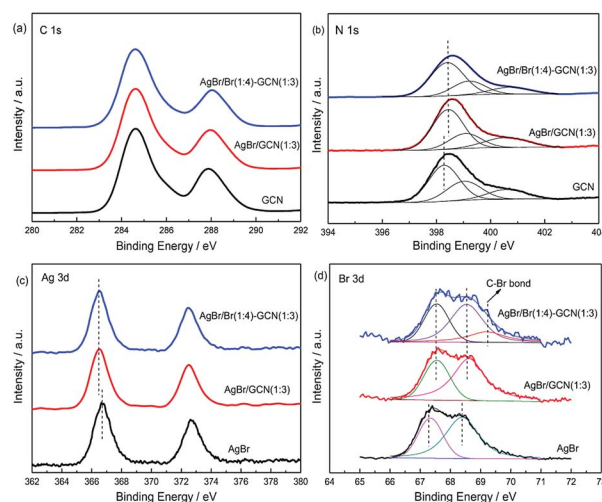 (a)
C 1s
AgBr/Br(1:4)-GCN(1:3)
AgBr/GCN(1:3)
GCN
Intensity / a.u.
280 282 284 286 288 290 292
Binding Energy / eV
(b)
N 1s
AgBr/Br(1:4)-GCN(1:3)
AgBr/GCN(1:3)
GCN
Intensity / a.u.
394 396 398 400 402 404
Binding Energy / eV
(c)
Ag 3d
AgBr/Br(1:4)-GCN(1:3)
AgBr/GCN(1:3)
AgBr
Intensity / a.u.
362 364 366 368 370 372 374 376 378 380
Binding Energy / eV
(d)
Br 3d
C-Br bond
AgBr/Br(1:4)-GCN(1:3)
AgBr/GCN(1:3)
AgBr
Intensity / a.u.
65 66 67 68 69 70 71 72 73
Binding Energy / eV